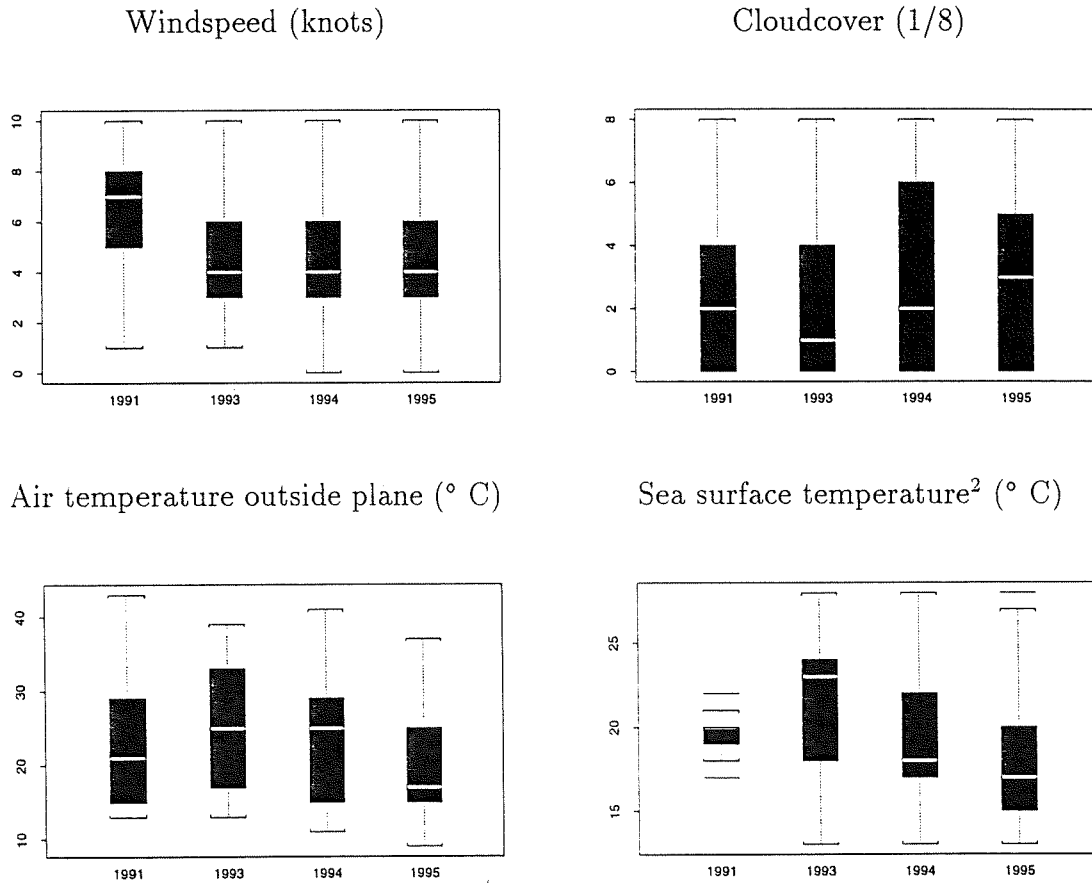 Windspeed (knots)
Cloudcover (1/8)
10
8
6
4
2
0
1991 1993 1994 1995
8
6
4
2
0
1991 1993 1994 1995
Air temperature outside plane (° C)
Sea surface temperature² (° C)
40
30
20
10
1991 1993 1994 1995
25
20
15
1991 1993 1994 1995